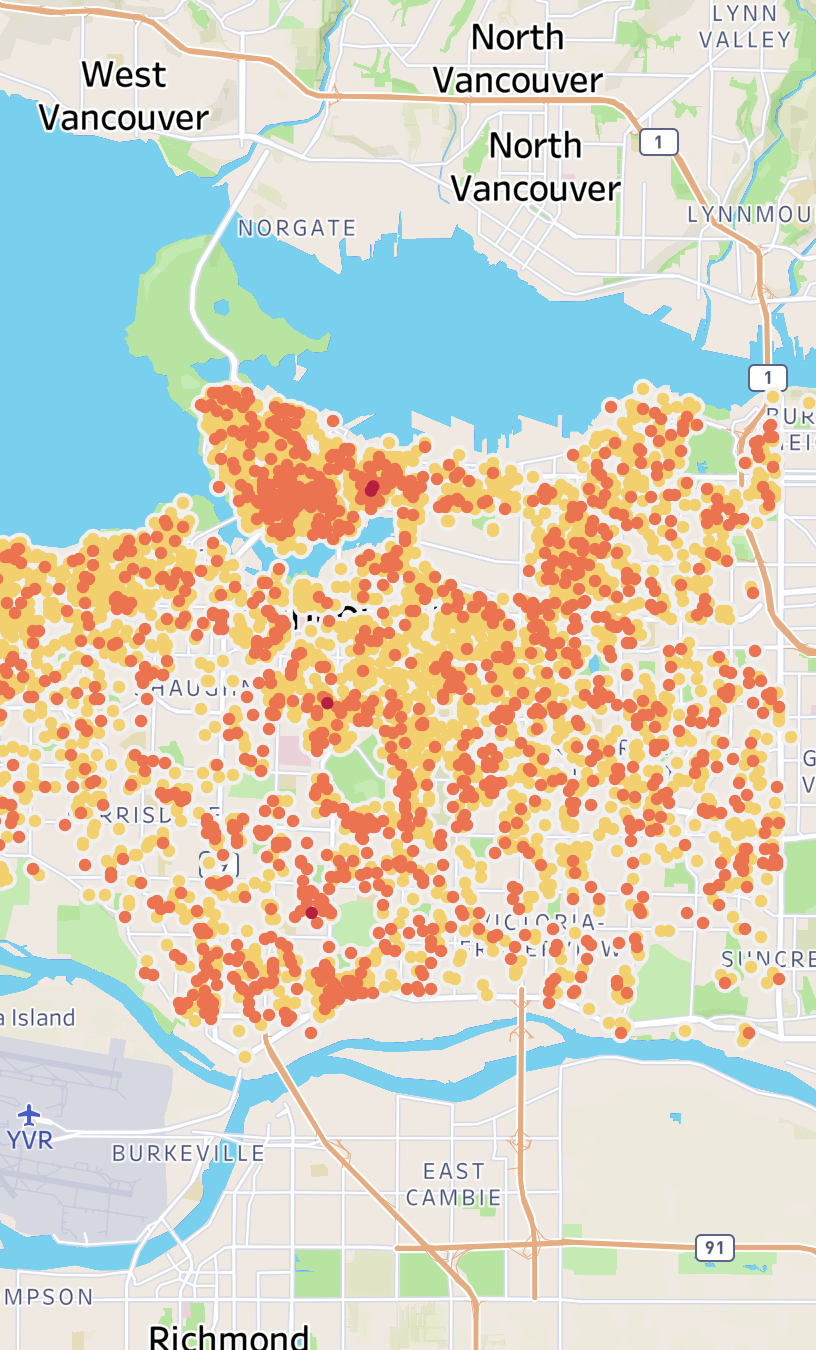 LYNN
VALLEY
North
Vancouver
West
Vancouver
1
North
Vancouver
LYNNMOU
NORGATE
1
BUR
EI
SUNCRE
a Island
YVR
BURKEVILLE
EAST
CAMBIE
91
MPSON
Richmond